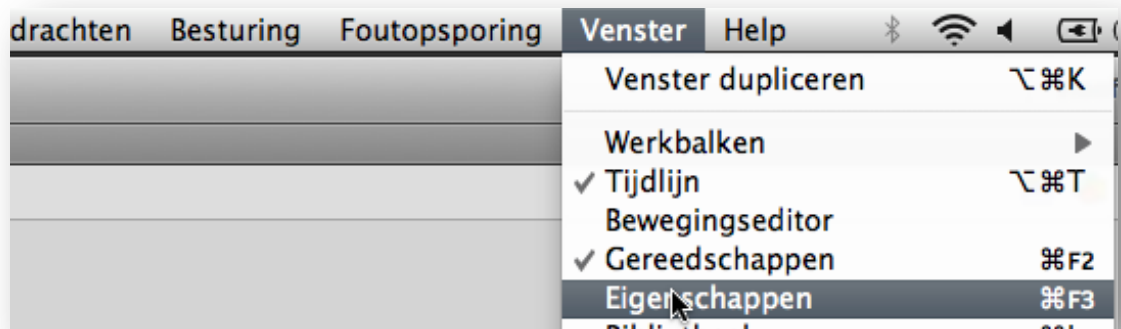 drachten Besturing Foutopsporing Venster Help
Venster dupliceren ⌥⌘K
Werkbalken ▶
✓ Tijdlijn ⌥⌘T
Bewegingseditor
✓ Gereedschappen ⌘F2
Eigenschappen ⌘F3